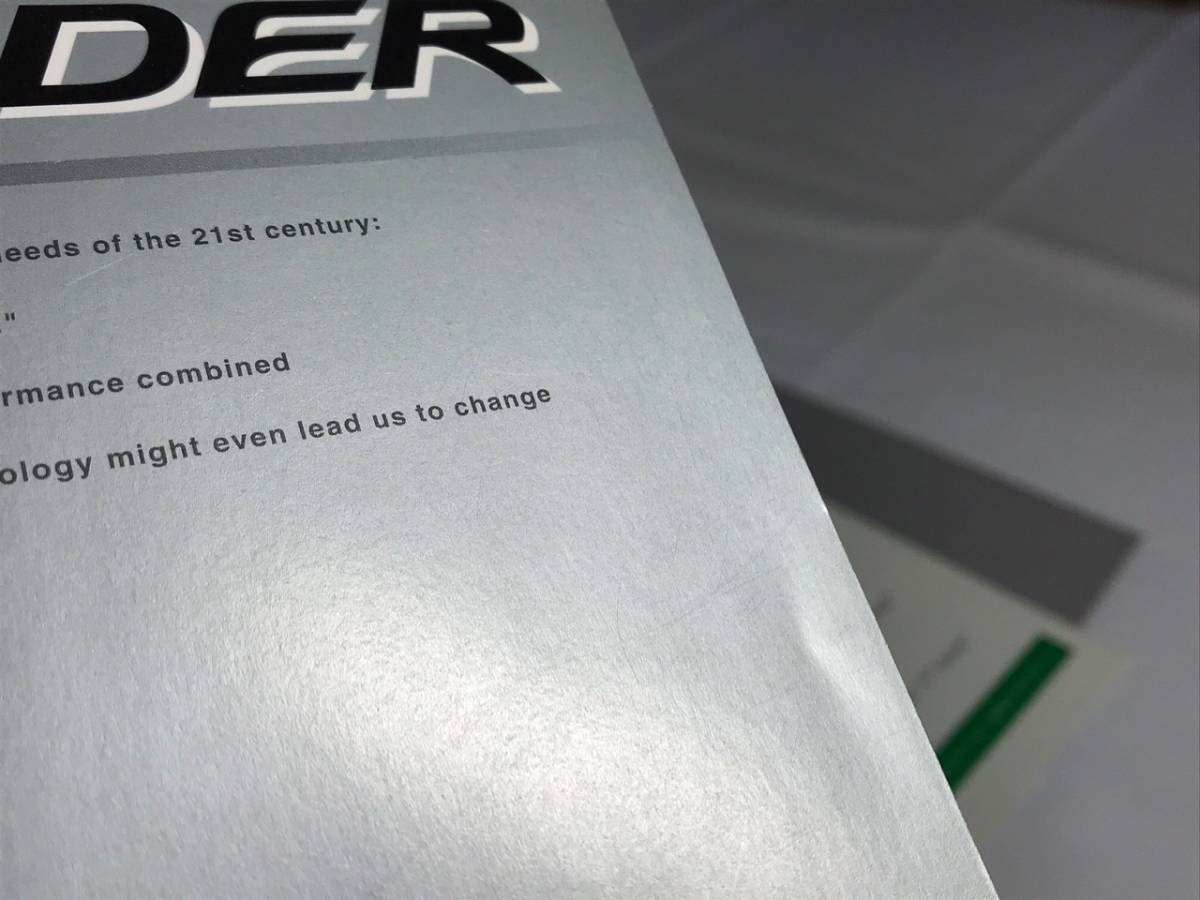 DER
eeds of the 21st century:
."
rmance combined
ology might even lead us to change